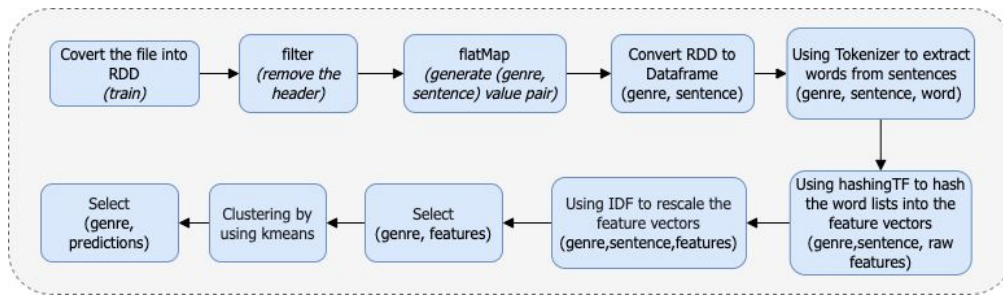 Covert the file into
RDD
(train)
filter
(remove the
header)
flatMap
(generate (genre,
sentence) value pair)
Convert RDD to
Dataframe
(genre, sentence)
Using Tokenizer to extract
words from sentences
(genre, sentence, word)
Using hashingTF to hash
the word lists into the
feature vectors
(genre,sentence, raw
features)
Using IDF to rescale the
feature vectors
(genre,sentence,features)
Select
(genre, features)
Clustering by
using kmeans
Select
(genre,
predictions)